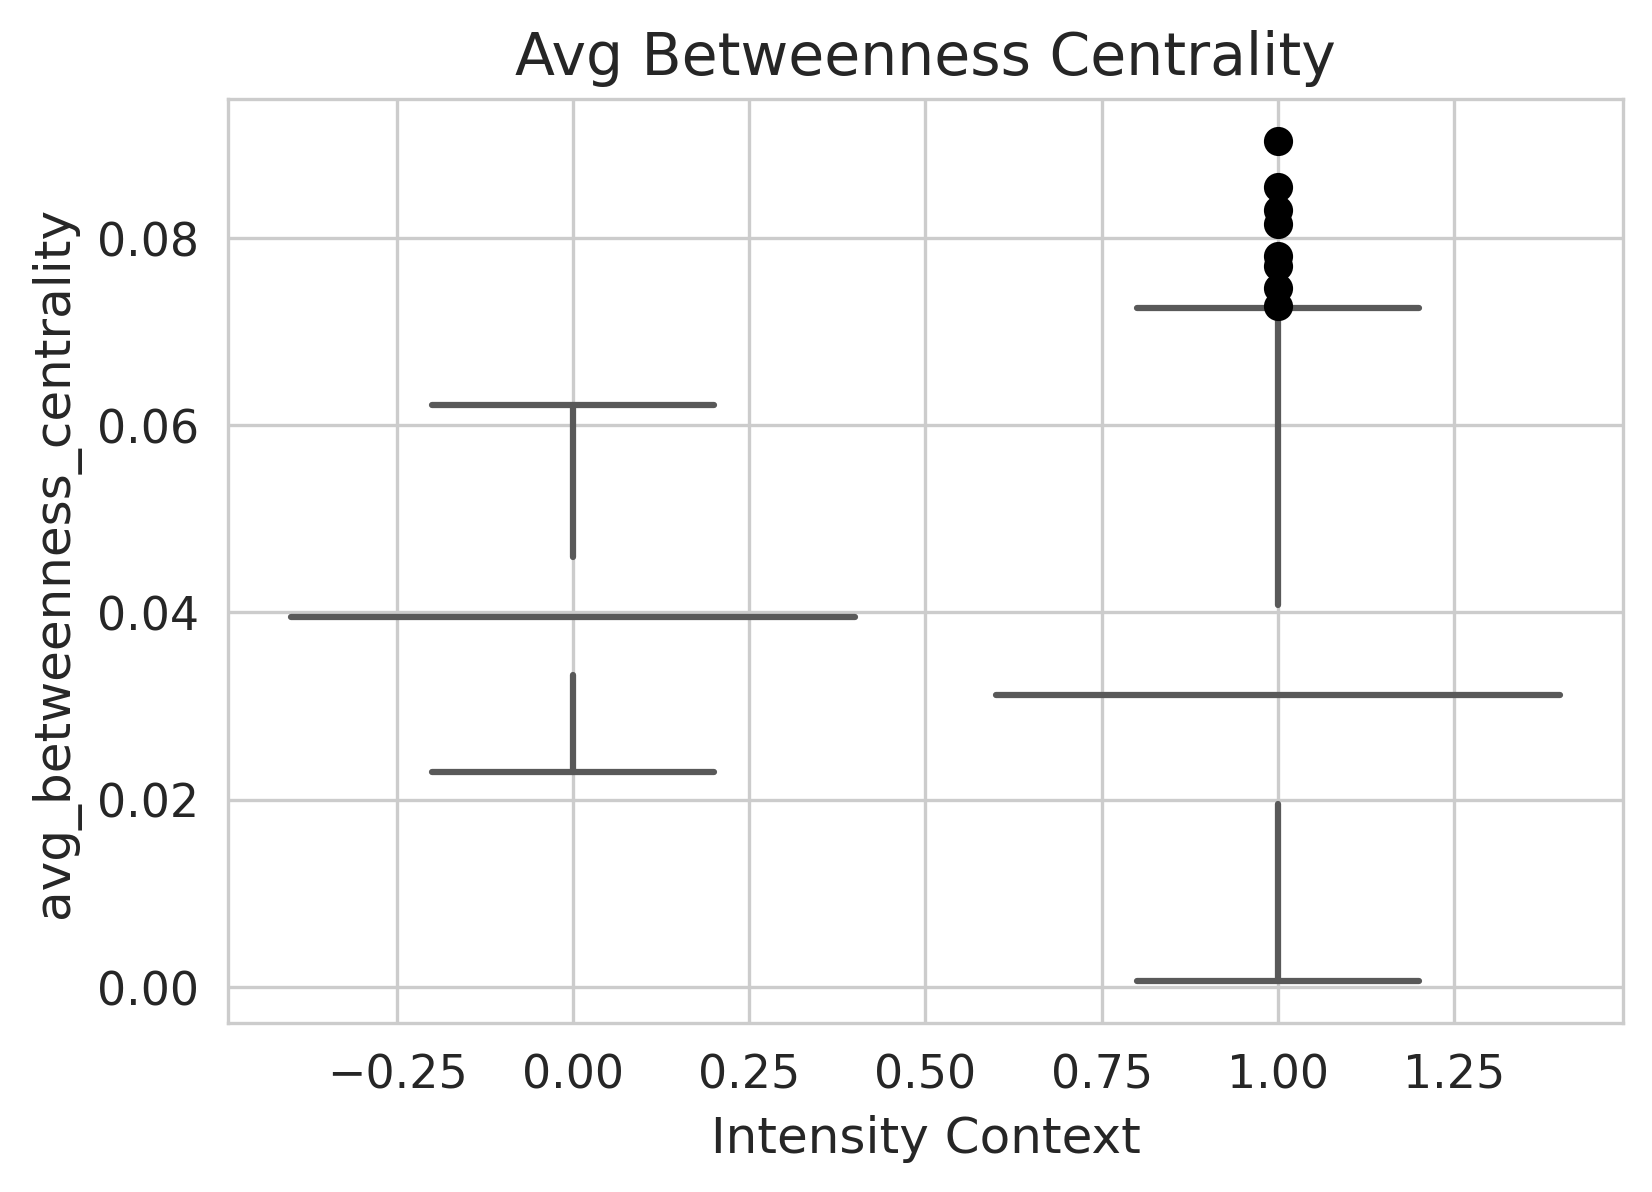 Avg Betweenness Centrality
avg_betweenness_centrality
0.08
0.06
0.04
0.02
0.00
−0.25 0.00 0.25 0.50 0.75 1.00 1.25
Intensity Context